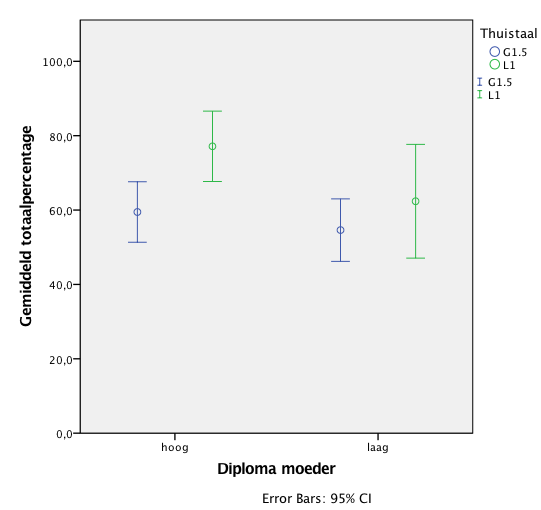 Thuistaal
G1.5
L1
G1.5
L1
Gemiddeld totaalpercentage
100,0
80,0
60,0
40,0
20,0
0,0
hoog
laag
Diploma moeder
Error Bars: 95% CI